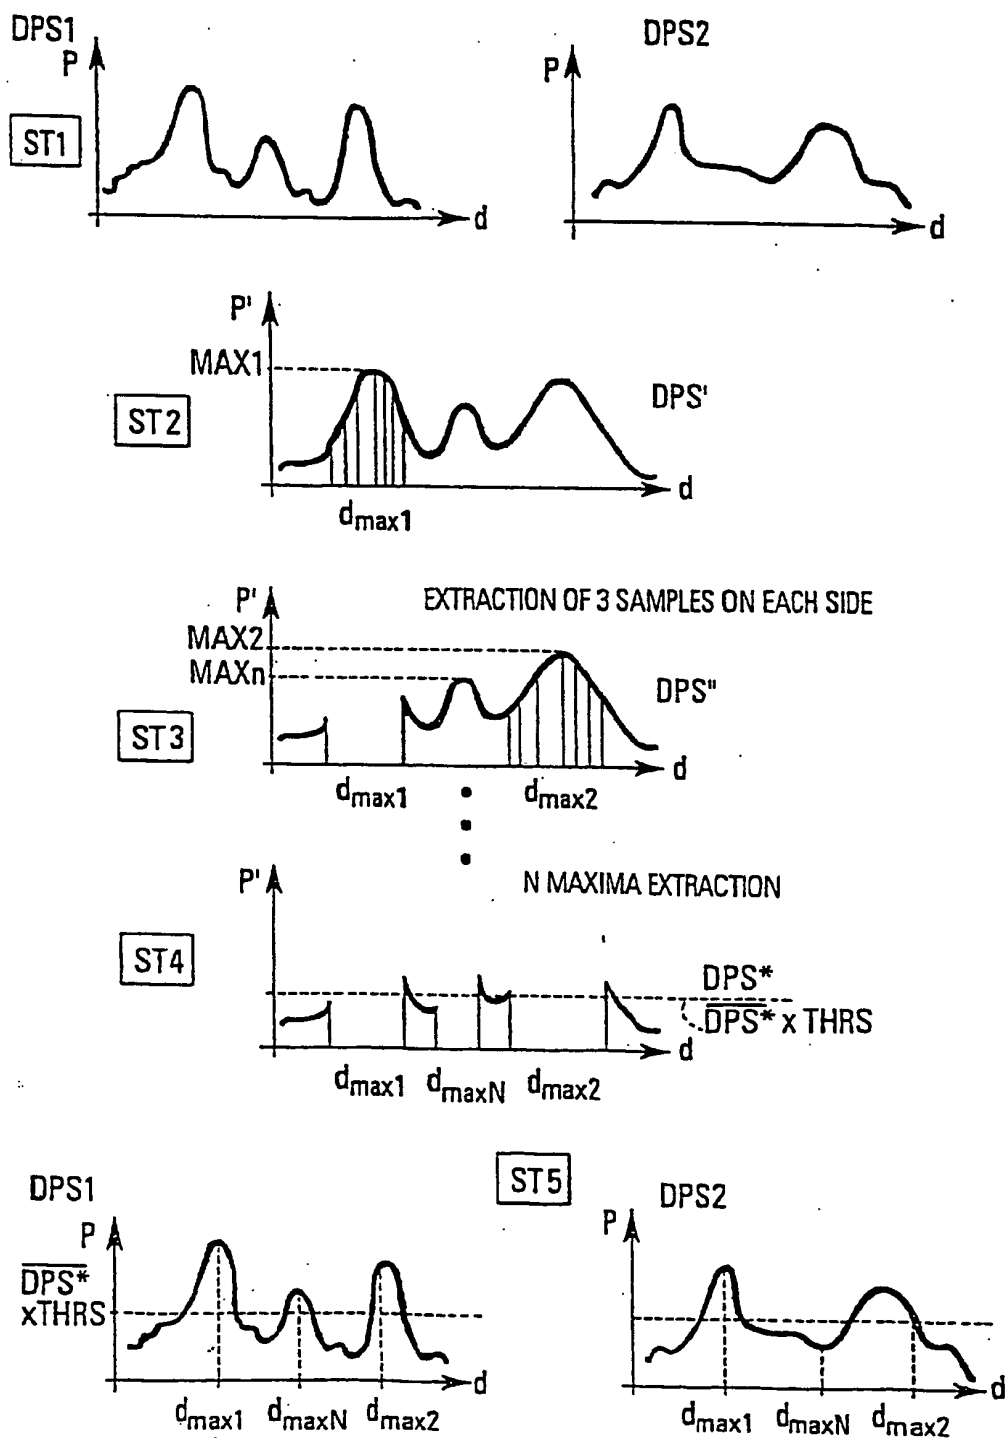 DPS1
P
ST1
d
DPS2
P
d
P'
MAX1
ST2
DPS'
d
dmax1
P'
EXTRACTION OF 3 SAMPLES ON EACH SIDE
MAX2
MAXn
DPS"
ST3
d
dmax1
dmax2
P'
N MAXIMA EXTRACTION
ST4
DPS*
DPS* x THRS
d
dmax1 dmaxN dmax2
ST5
DPS1
P
DPS*
xTHRS
d
dmax1 dmaxN dmax2
DPS2
P
d
dmax1 dmaxN dmax2